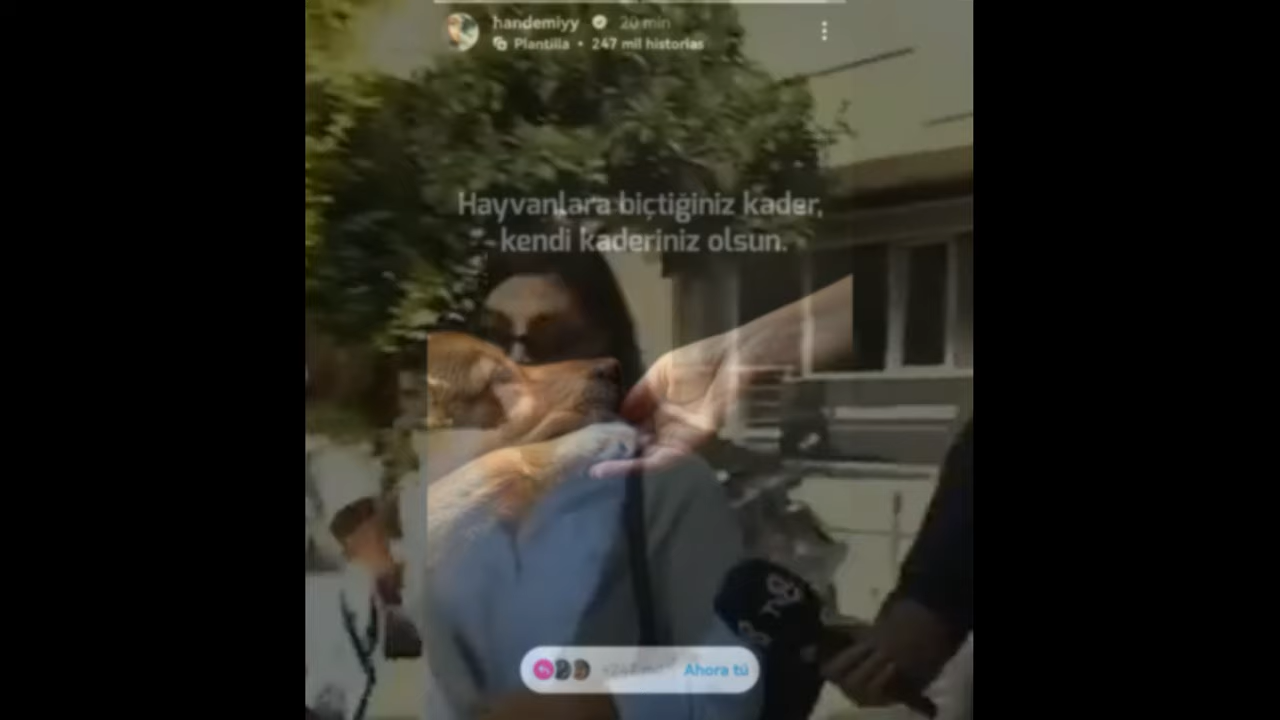 handemiyy 20 min
Plantilla • 247 mil historias
Hayvanlara biçtiğiniz kader,
kendi kaderiniz olsun.
Ahora tú